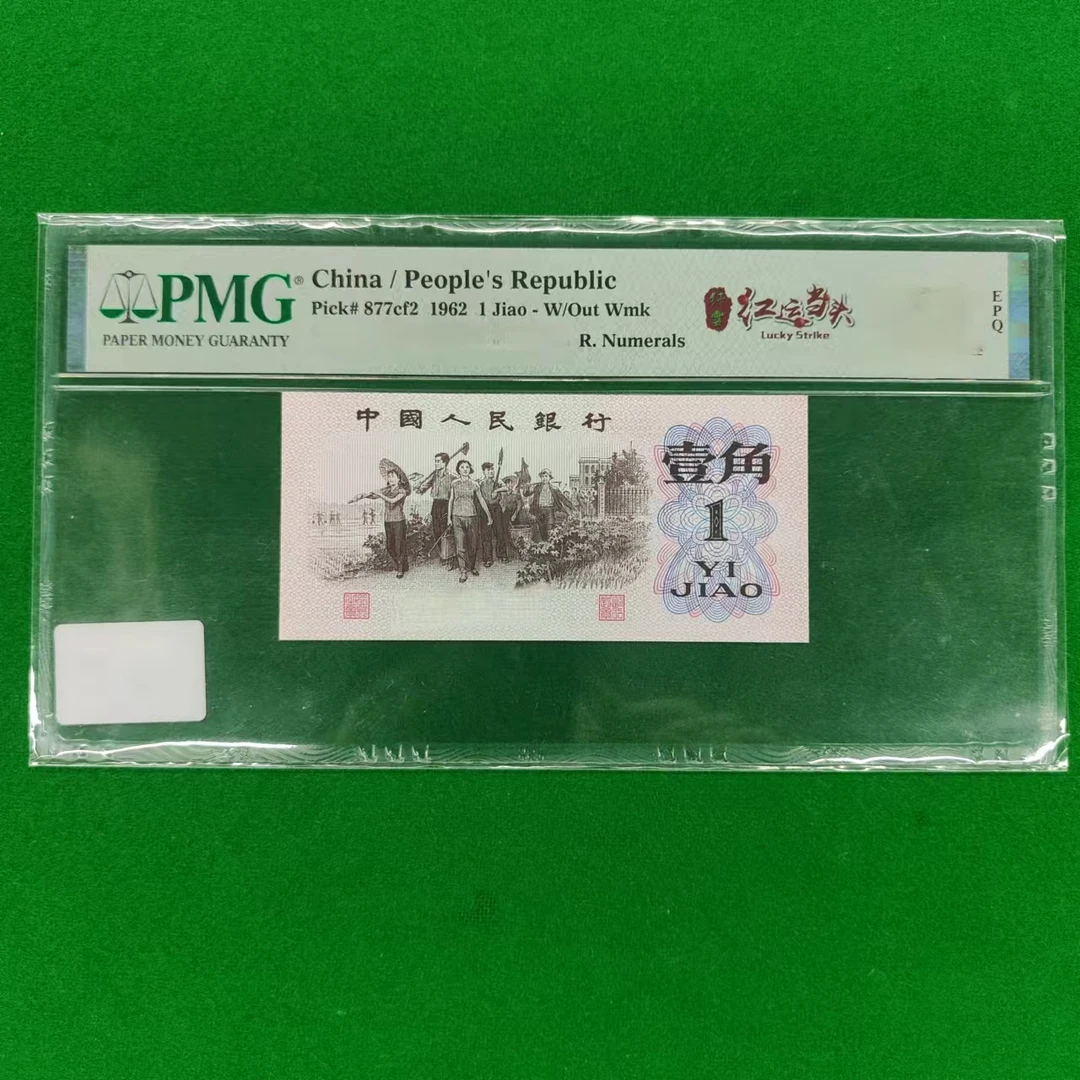 PMG®
PAPER MONEY GUARANTY
China / People's Republic
Pick# 877cf2 1962 1 Jiao - W/Out Wmk
R. Numerals
红运当头
Lucky Strike
EPQ
中國人民銀行
壹角
1
YI
JIAO